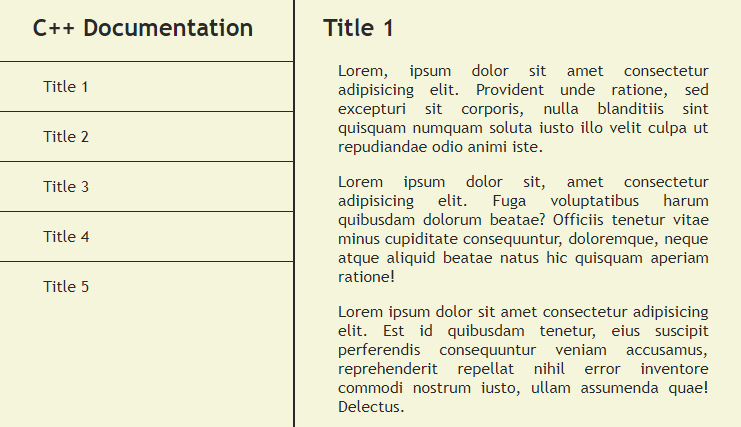 C++ Documentation
Title 1
Title 2
Title 3
Title 4
Title 5
Title 1
Lorem, ipsum dolor sit amet consectetur
adipisicing elit. Provident unde ratione, sed
excepturi sit corporis, nulla blanditiis sint
quisquam numquam soluta iusto illo velit culpa ut
repudiandae odio animi iste.
Lorem ipsum dolor sit, amet consectetur
adipisicing elit. Fuga voluptatibus harum
quibusdam dolorum beatae? Officiis tenetur vitae
minus cupiditate consequuntur, doloremque, neque
atque aliquid beatae natus hic quisquam aperiam
ratione!
Lorem ipsum dolor sit amet consectetur adipisicing
elit. Est id quibusdam tenetur, eius suscipit
perferendis consequuntur veniam accusamus,
reprehenderit repellat nihil error inventore
commodi nostrum iusto, ullam assumenda quae!
Delectus.